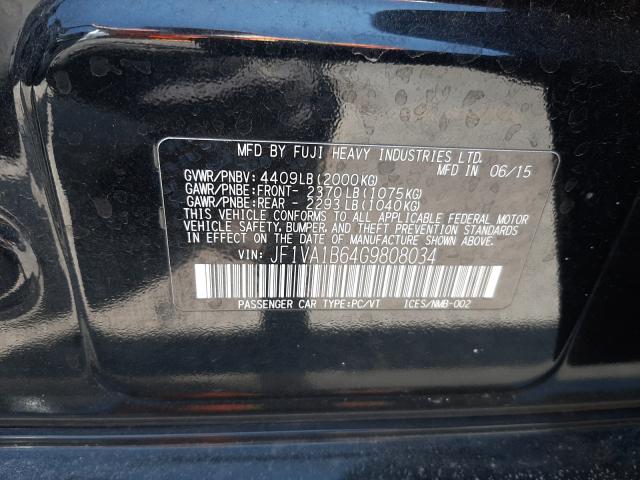 MFD BY FUJI HEAVY INDUSTRIES LTD.
MFD IN 06/15
GVWR/PNBV: 4409LB (2000KG)
GAWR/PNBE:FRONT- 2370LB(1075KG)
GAWR/PNBE:REAR - 2293LB(1040KG)
THIS VEHICLE CONFORMS TO ALL APPLICABLE FEDERAL MOTOR
VEHICLE SAFETY, BUMPER, AND THEFT PREVENTION STANDARDS
IN EFFECT ON THE DATE OF MANUFACTURE SHOWN ABOVE.
VIN: JF1VA1B64G9808034
PASSENGER CAR TYPE:PC/VT ICES/NMB-002